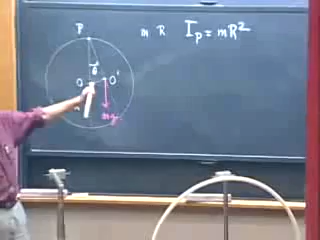 P
m R I_P = mR²
θ
O O'
mg